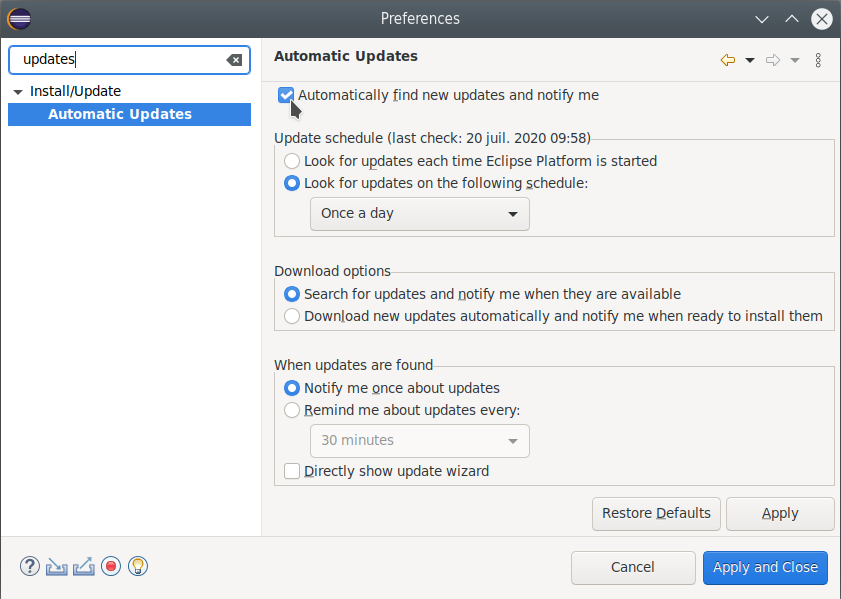 Preferences
updates
Install/Update
Automatic Updates
Automatic Updates
Automatically find new updates and notify me
Update schedule (last check: 20 juil. 2020 09:58)
Look for updates each time Eclipse Platform is started
Look for updates on the following schedule:
Once a day
Download options
Search for updates and notify me when they are available
Download new updates automatically and notify me when ready to install them
When updates are found
Notify me once about updates
Remind me about updates every:
30 minutes
Directly show update wizard
Restore Defaults
Apply
Cancel
Apply and Close